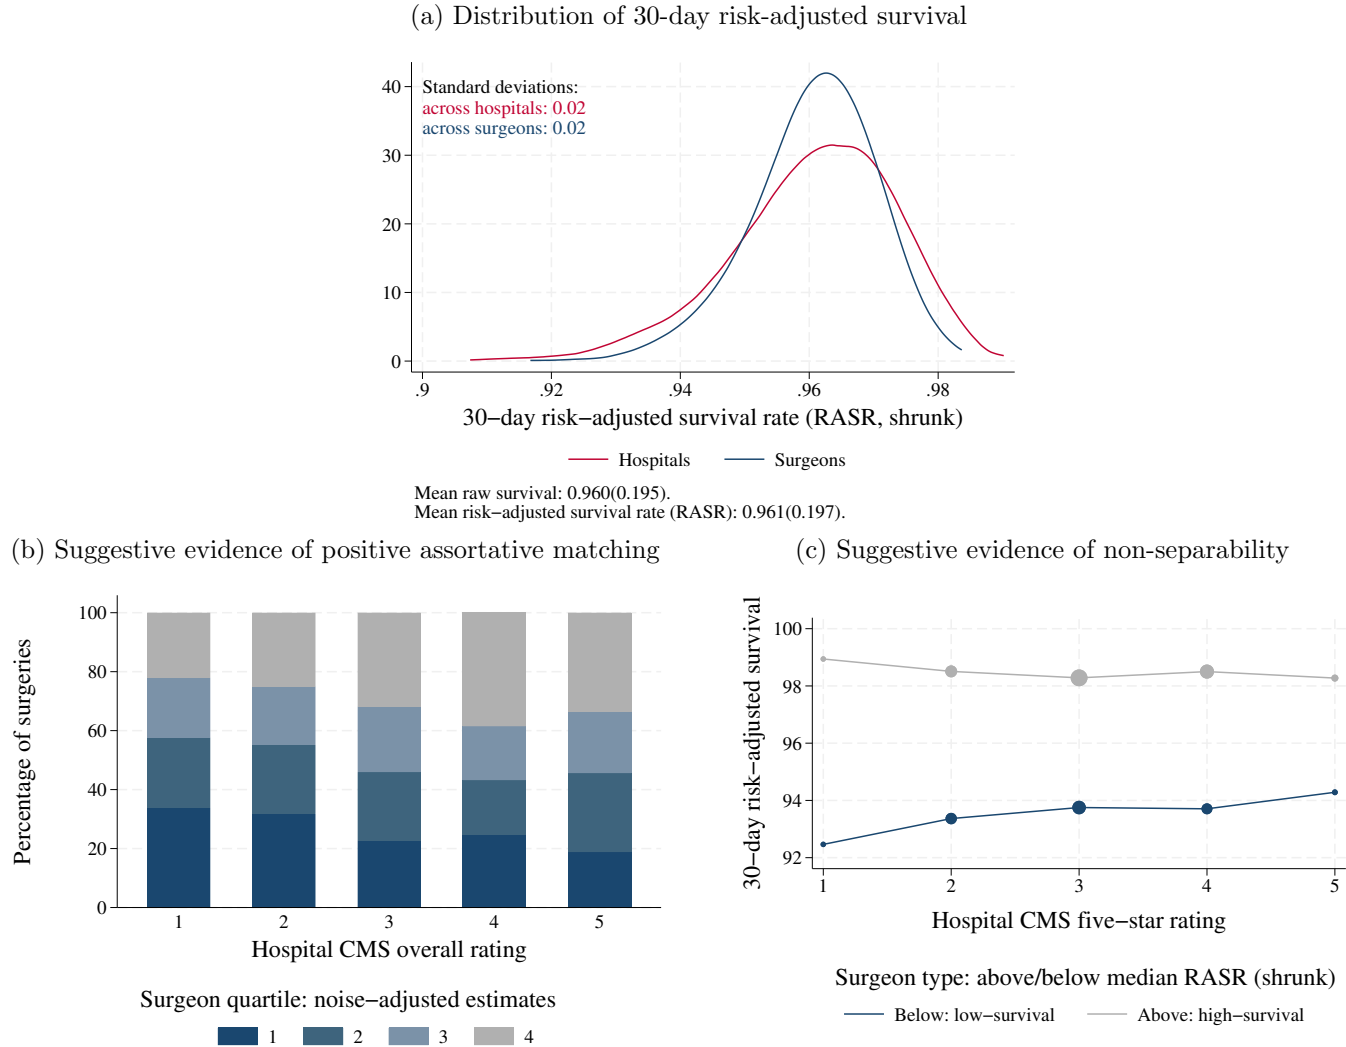 (a) Distribution of 30-day risk-adjusted survival
Standard deviations:
across hospitals: 0.02
across surgeons: 0.02
40
30
20
10
0
.9 .92 .94 .96 .98
30−day risk−adjusted survival rate (RASR, shrunk)
Hospitals Surgeons
Mean raw survival: 0.960(0.195).
Mean risk−adjusted survival rate (RASR): 0.961(0.197).
(b) Suggestive evidence of positive assortative matching
Percentage of surgeries
100
80
60
40
20
0
1 2 3 4 5
Hospital CMS overall rating
Surgeon quartile: noise−adjusted estimates
1 2 3 4
(c) Suggestive evidence of non-separability
30−day risk−adjusted survival
100
98
96
94
92
1 2 3 4 5
Hospital CMS five−star rating
Surgeon type: above/below median RASR (shrunk)
Below: low−survival Above: high−survival